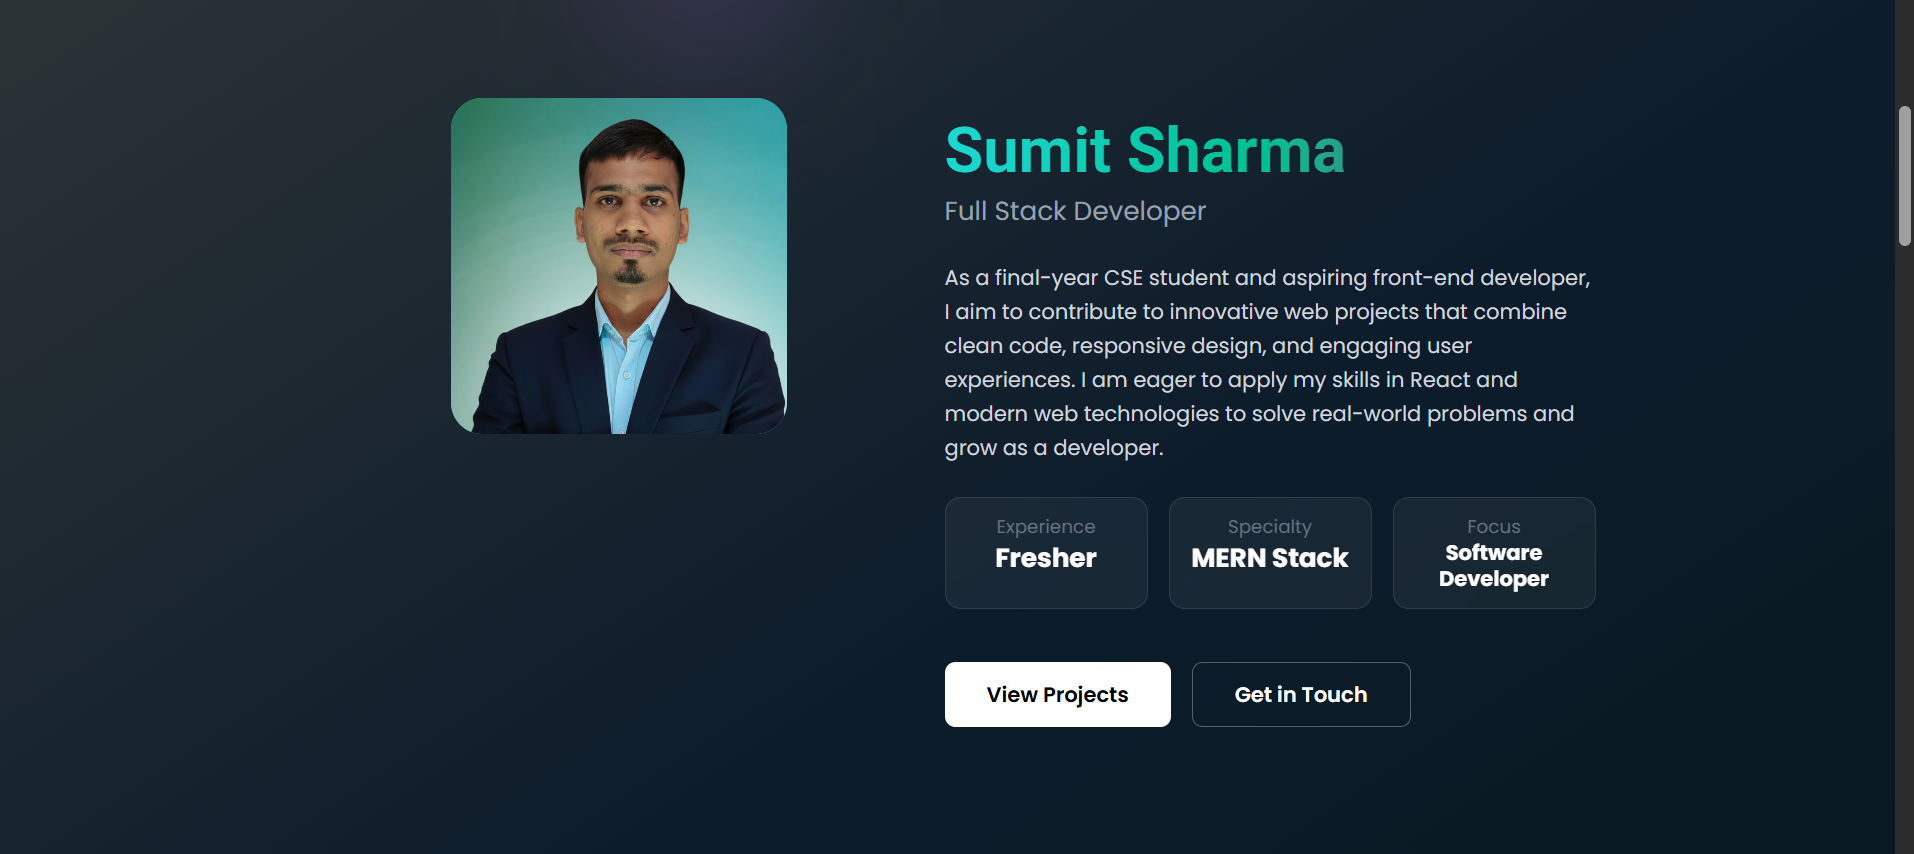 Sumit Sharma
Full Stack Developer
As a final-year CSE student and aspiring front-end developer,
I aim to contribute to innovative web projects that combine
clean code, responsive design, and engaging user
experiences. I am eager to apply my skills in React and
modern web technologies to solve real-world problems and
grow as a developer.
Experience
Fresher
Specialty
MERN Stack
Focus
Software
Developer
View Projects
Get in Touch